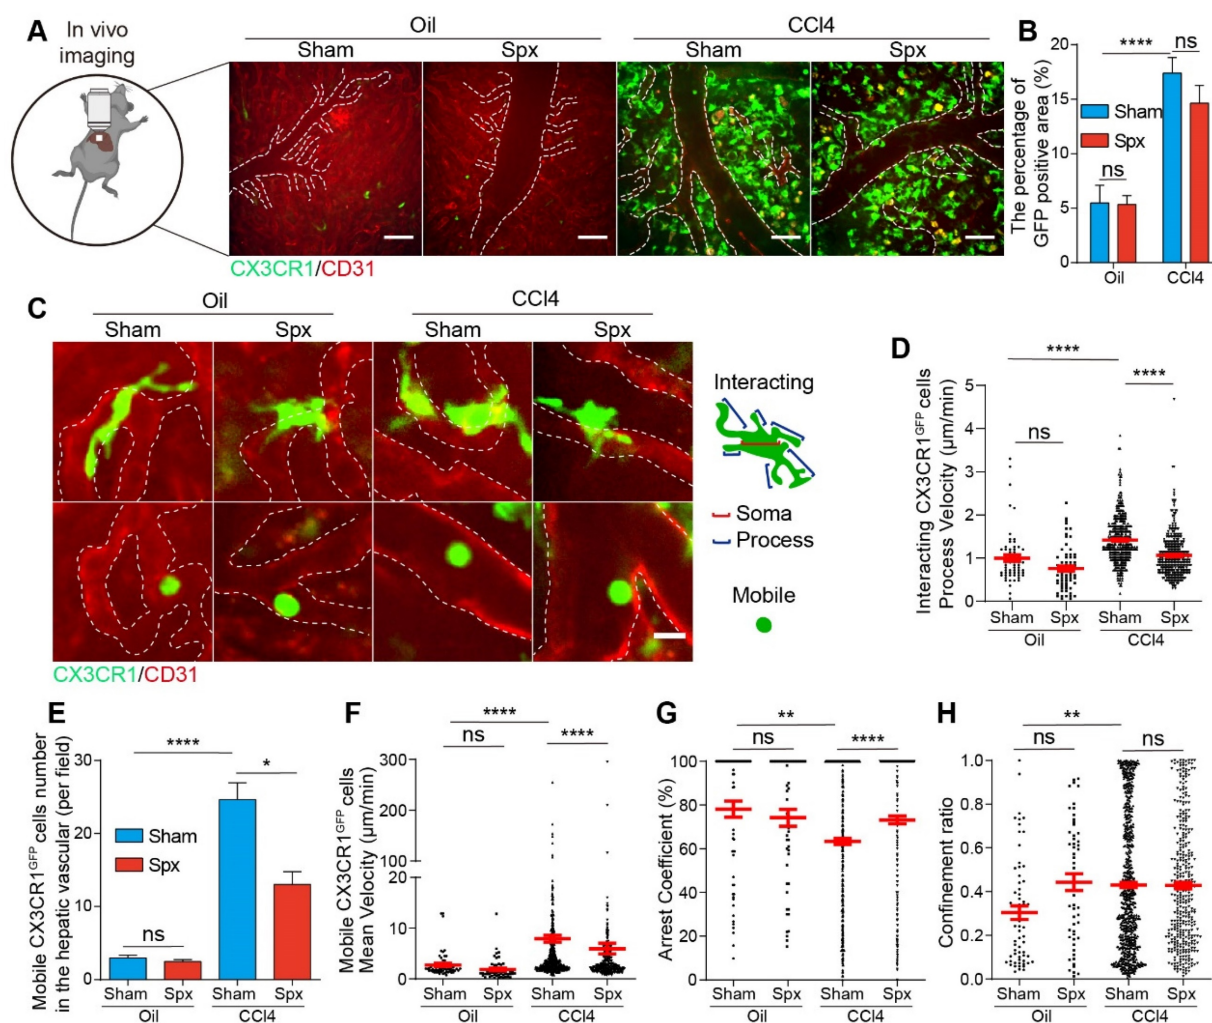 A
In vivo
imaging
Oil
CCl4
Sham
Spx
Sham
Spx
CX3CR1/CD31
B
The percentage of
GFP positive area (%)
20
15
10
5
0
****
ns
ns
Sham
Spx
Oil
CCl4
C
Oil
CCl4
Sham
Spx
Sham
Spx
CX3CR1/CD31
Interacting
Soma
Process
Mobile
D
Interacting CX3CR1GFP cells
Process Velocity (µm/min)
5
4
3
2
1
0
****
****
ns
Sham
Spx
Sham
Spx
Oil
CCl4
E
Mobile CX3CR1GFP cells number
in the hepatic vascular (per field)
30
20
10
0
****
*
ns
Sham
Spx
Sham
Spx
Sham
Spx
Oil
CCl4
F
Mobile CX3CR1GFP cells
Mean Velocity (µm/min)
300
200
100
20
10
0
****
ns
****
Sham
Spx
Sham
Spx
Oil
CCl4
G
Arrest Coefficient (%)
100
80
60
40
20
0
**
ns
****
Sham
Spx
Sham
Spx
Oil
CCl4
H
Confinement ratio
1.0
0.8
0.6
0.4
0.2
0.0
**
ns
ns
Sham
Spx
Sham
Spx
Oil
CCl4